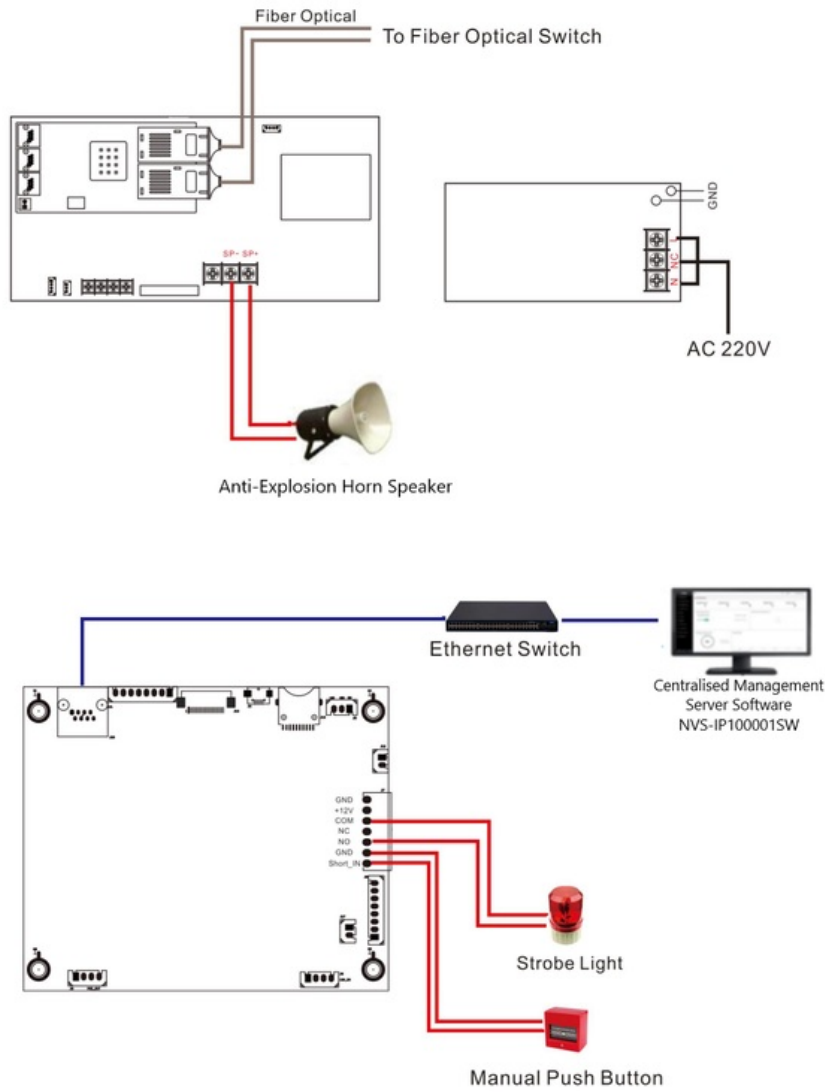 Fiber Optical
To Fiber Optical Switch
SP- SP+
GND
L
NC
N
AC 220V
Anti-Explosion Horn Speaker
Ethernet Switch
Centralised Management
Server Software
NVS-IP100001SW
GND
+12V
COM
NC
NO
GND
Short_IN
Strobe Light
Manual Push Button